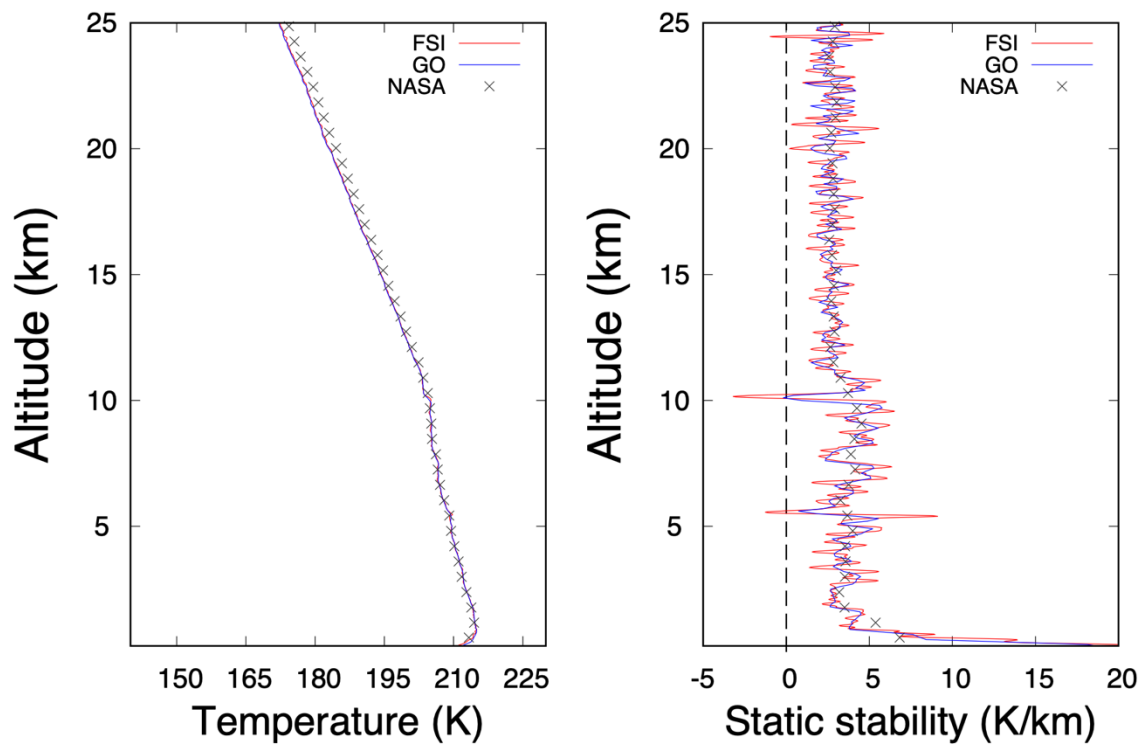 25
20
15
10
5
Altitude (km)
FSI
GO
NASA
150 165 180 195 210 225
Temperature (K)
25
20
15
10
5
Altitude (km)
FSI
GO
NASA
-5 0 5 10 15 20
Static stability (K/km)